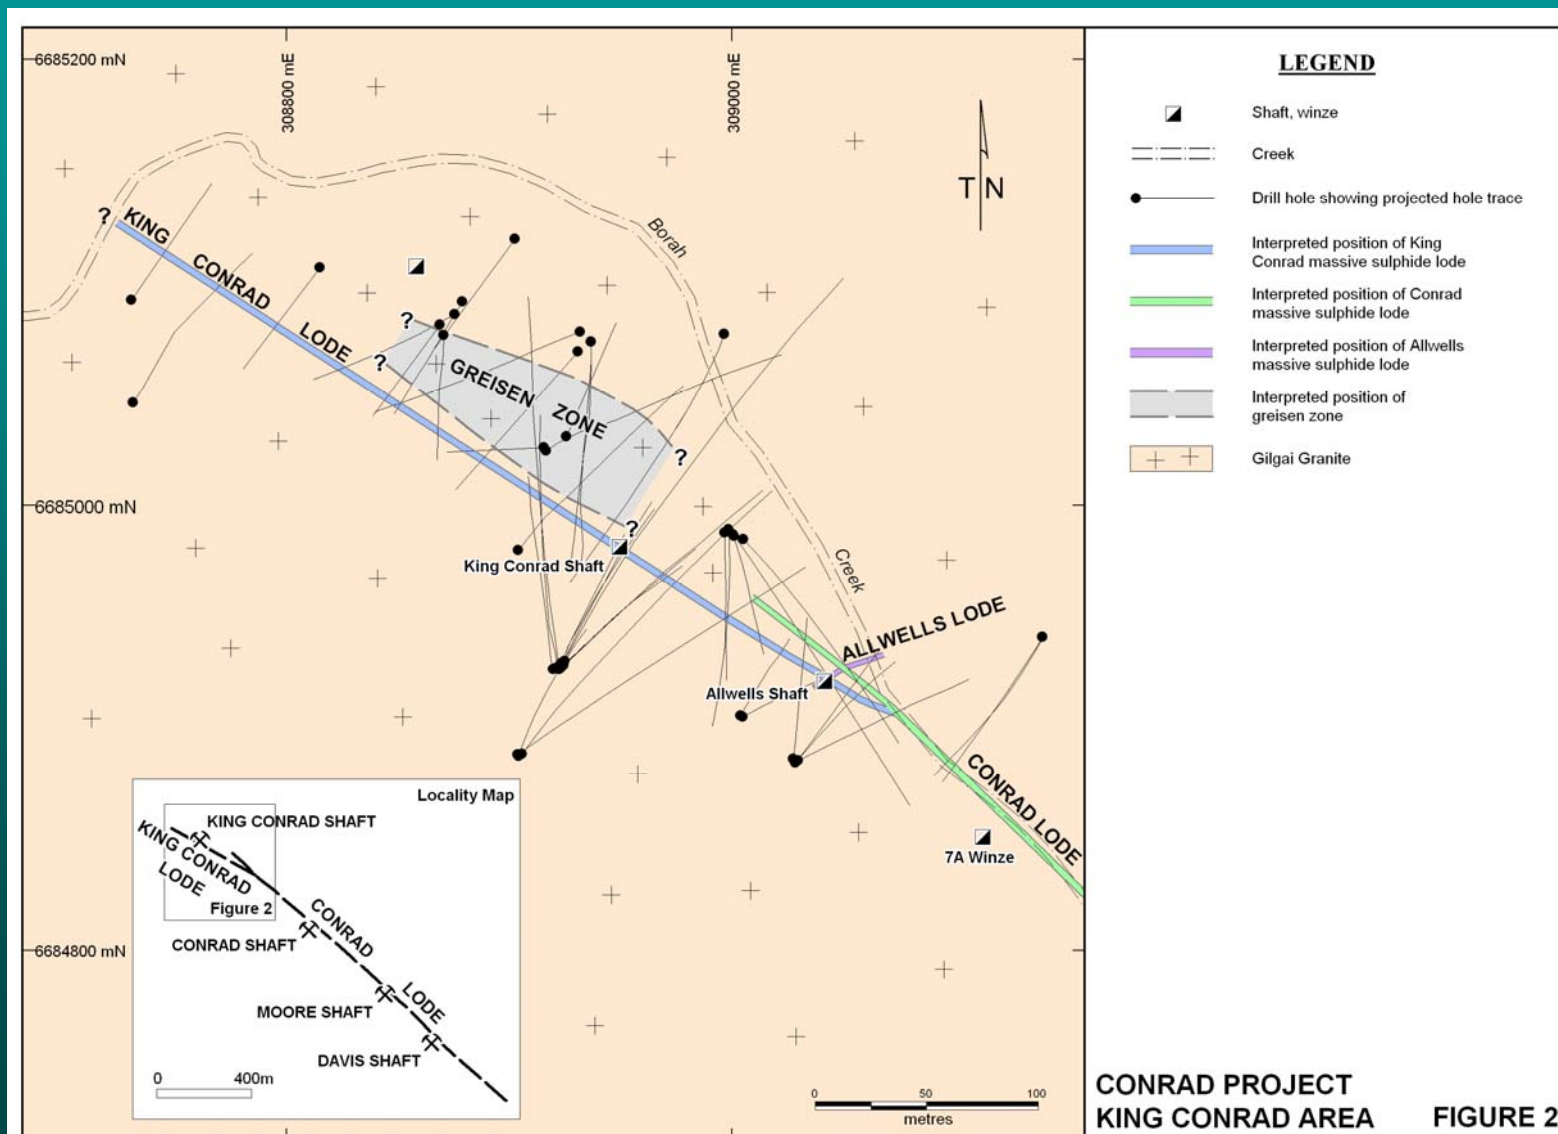 6685200 mN
308800 mE
309000 mE
T N
?
KING
CONRAD
LODE
Borah
?
?
GREISEN
ZONE
?
?
6685000 mN
King Conrad Shaft
Creek
ALLWELLS LODE
Allwells Shaft
CONRAD LODE
7A Winze
6684800 mN
Locality Map
KING CONRAD SHAFT
KING CONRAD
LODE
Figure 2
CONRAD
CONRAD SHAFT
LODE
MOORE SHAFT
DAVIS SHAFT
0 400m
0 50 100
metres
LEGEND
Shaft, winze
Creek
Drill hole showing projected hole trace
Interpreted position of King
Conrad massive sulphide lode
Interpreted position of Conrad
massive sulphide lode
Interpreted position of Allwells
massive sulphide lode
Interpreted position of
greisen zone
Gilgai Granite
CONRAD PROJECT
KING CONRAD AREA FIGURE 2